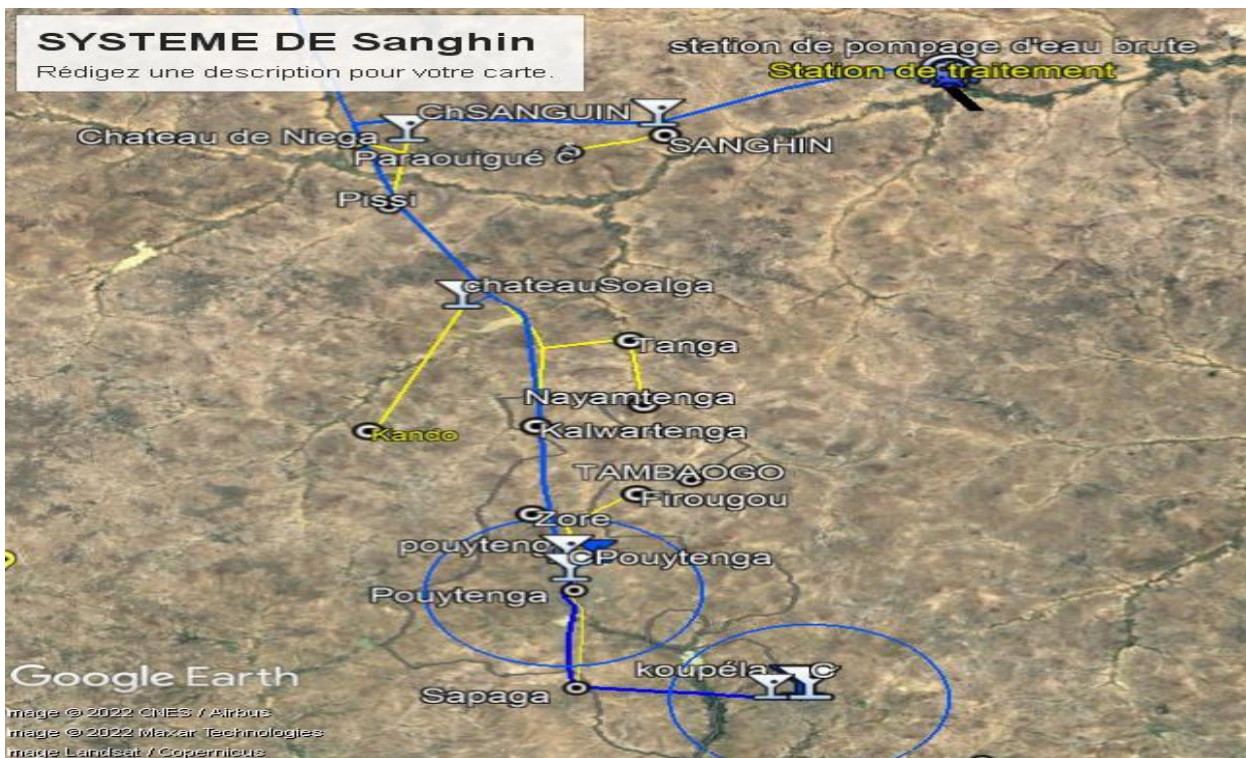 SYSTEME DE Sanghin
Rédigez une description pour votre carte.
station de pompage d'eau brute
Station de traitement
ChSANGUIN
Chateau de Niega
SANGHIN
Paraouigué
Pissi
chateauSoalga
Tanga
Nayamtenga
Kando
Kalwartenga
TAMBAOGO
Firougou
Zore
pouyteng
CPouytenga
Pouytenga
koupéla
Sapaga
Google Earth
mage © 2022 CNES / Airbus
mage © 2022 Maxar Technologies
mage Landsat / Copernicus